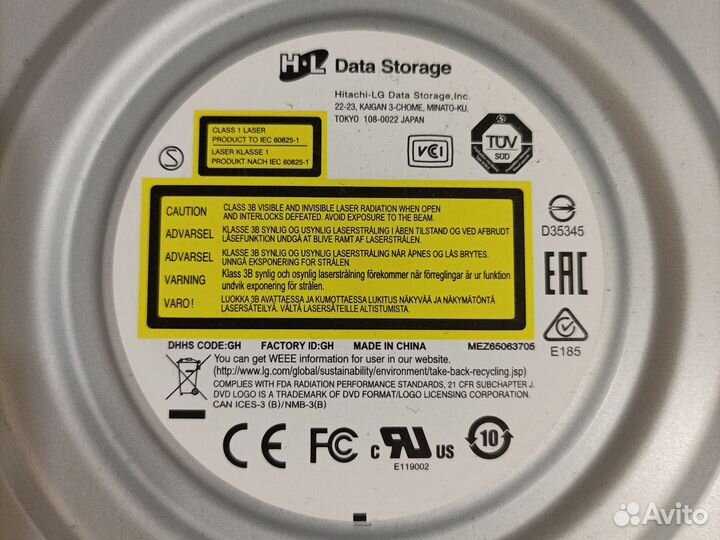 H·L Data Storage
Hitachi-LG Data Storage,Inc.
22-23, KAIGAN 3-CHOME, MINATO-KU,
TOKYO 108-0022 JAPAN
CLASS 1 LASER
PRODUCT TO IEC 60825-1
LASER KLASSE 1
PRODUKT NACH IEC 60825-1
S
VCI
TÜV
SÜD
CAUTION CLASS 3B VISIBLE AND INVISIBLE LASER RADIATION WHEN OPEN
AND INTERLOCKS DEFEATED. AVOID EXPOSURE TO THE BEAM.
ADVARSEL KLASSE 3B SYNLIG OG USYNLIG LASERSTRÅLING I ÅBEN TILSTAND OG VED AFBRUDT
LÅSEFUNKTION UNDGÅ AT BLIVE RAMT AF LASERSTRÅLEN.
ADVARSEL KLASSE 3B SYNLIG OG USYNLIG LASERSTRÅLING NÅR ÅPNES OG LÅS BRYTES.
UNNGÅ EKSPONERING FOR STRÅLEN.
VARNING Klass 3B synlig och osynlig laserstrålning förekommer när förreglingar är ur funktion
undvik exponering för strålen.
VARO! LUOKKA 3B AVATTAESSA JA KUMOTTAESSA LUKITUS NÄKYVÄÄ JA NÄKYMÄTÖNTÄ
LASERSÄTEILYÄ. VÄLTÄ LASERSÄTEILLE ALTISTUMISTA.
D35345
EAC
E185
DHHS CODE:GH FACTORY ID:GH MADE IN CHINA MEZ65063705
You can get WEEE information for user in our website.
(http://www.lg.com/global/sustainability/environment/take-back-recycling.jsp)
COMPLIES WITH FDA RADIATION PERFORMANCE STANDARDS, 21 CFR SUBCHAPTER J.
DVD LOGO IS A TRADEMARK OF DVD FORMAT/LOGO LICENSING CORPORATION.
CAN ICES-3 (B)/NMB-3(B)
CE FC c RU US 10
E119002
Avito